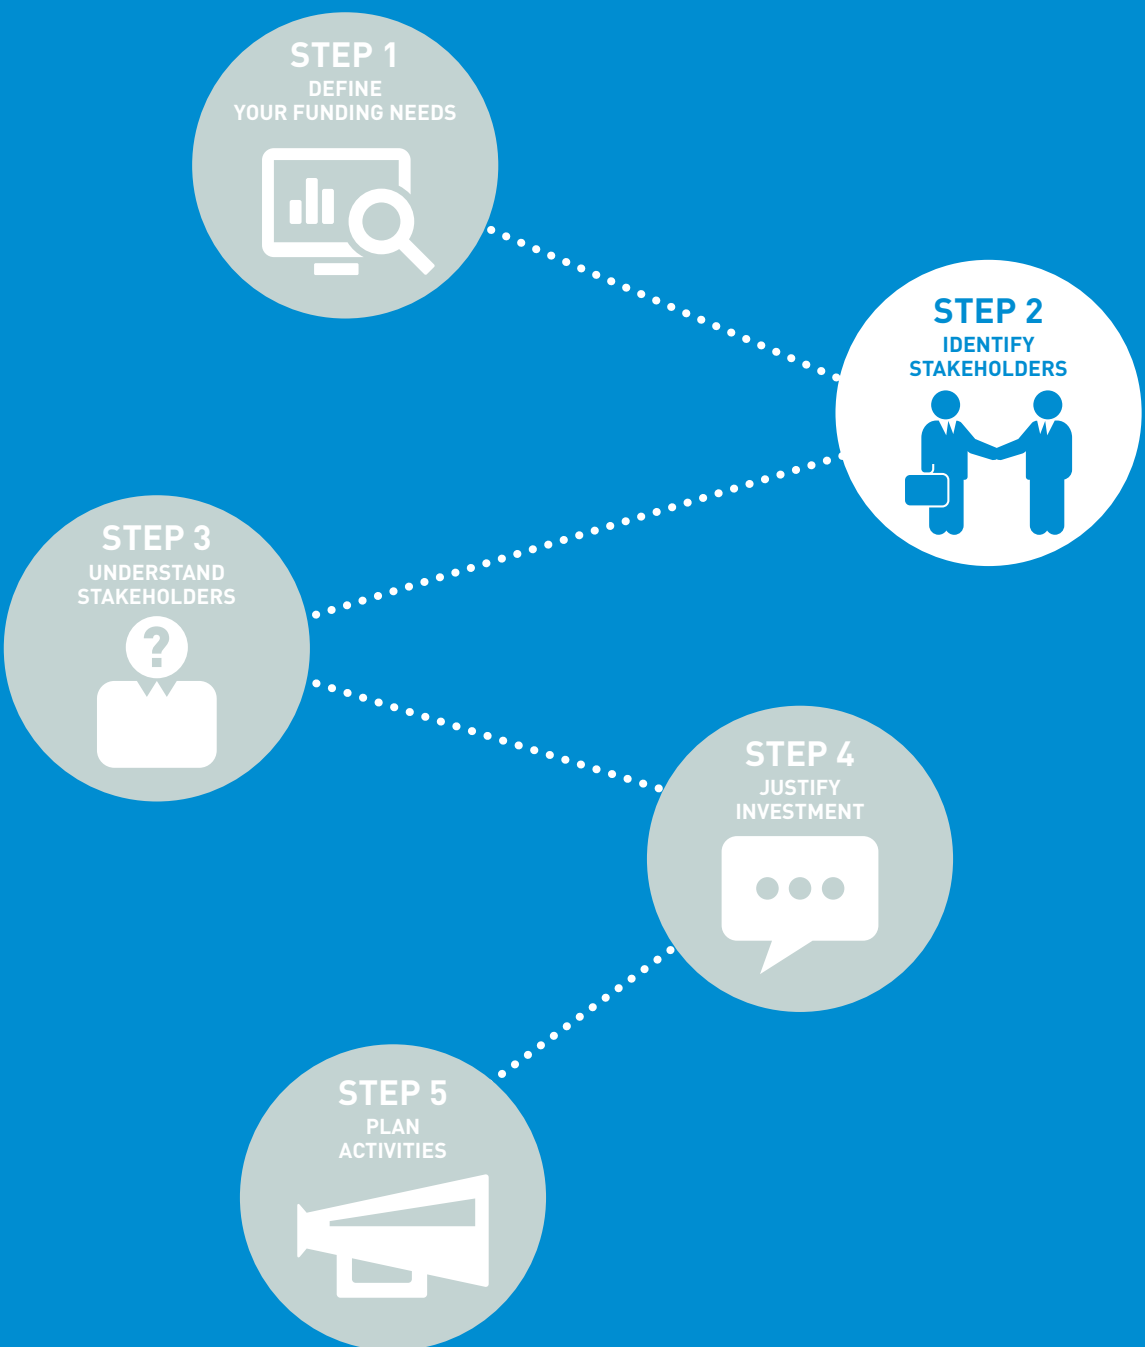 STEP 1
DEFINE
YOUR FUNDING NEEDS
STEP 2
IDENTIFY
STAKEHOLDERS
STEP 3
UNDERSTAND
STAKEHOLDERS
?
STEP 4
JUSTIFY
INVESTMENT
STEP 5
PLAN
ACTIVITIES